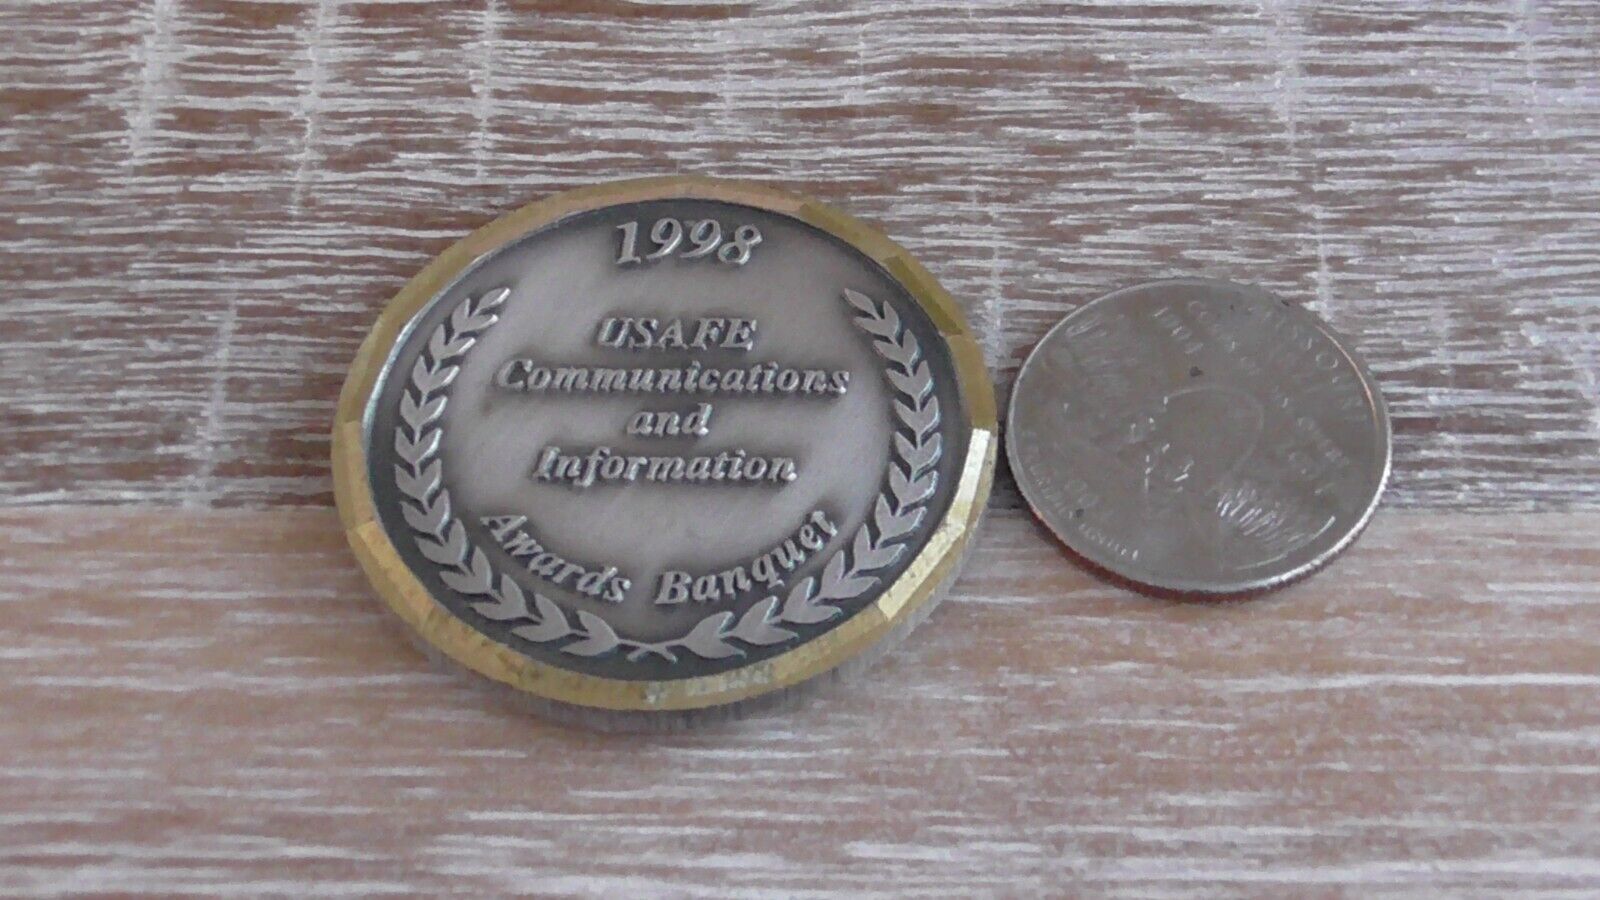 1998
USAFE
Communications
and
Information
Awards Banquet